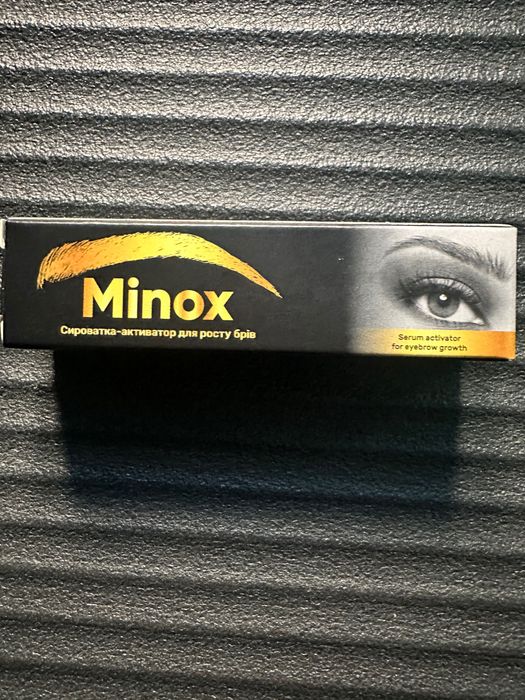 Minox
Сироватка-активатор для росту брів
Serum activator
for eyebrow growth